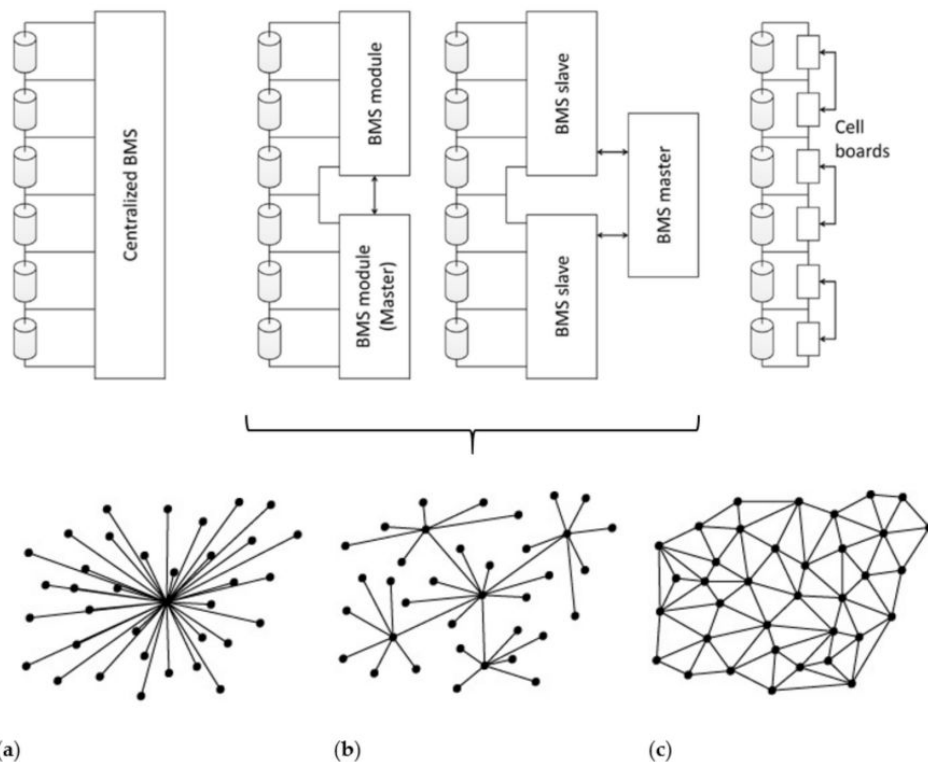 Centralized BMS
BMS module
BMS module
(Master)
BMS slave
BMS slave
BMS master
Cell
boards
(a)
(b)
(c)